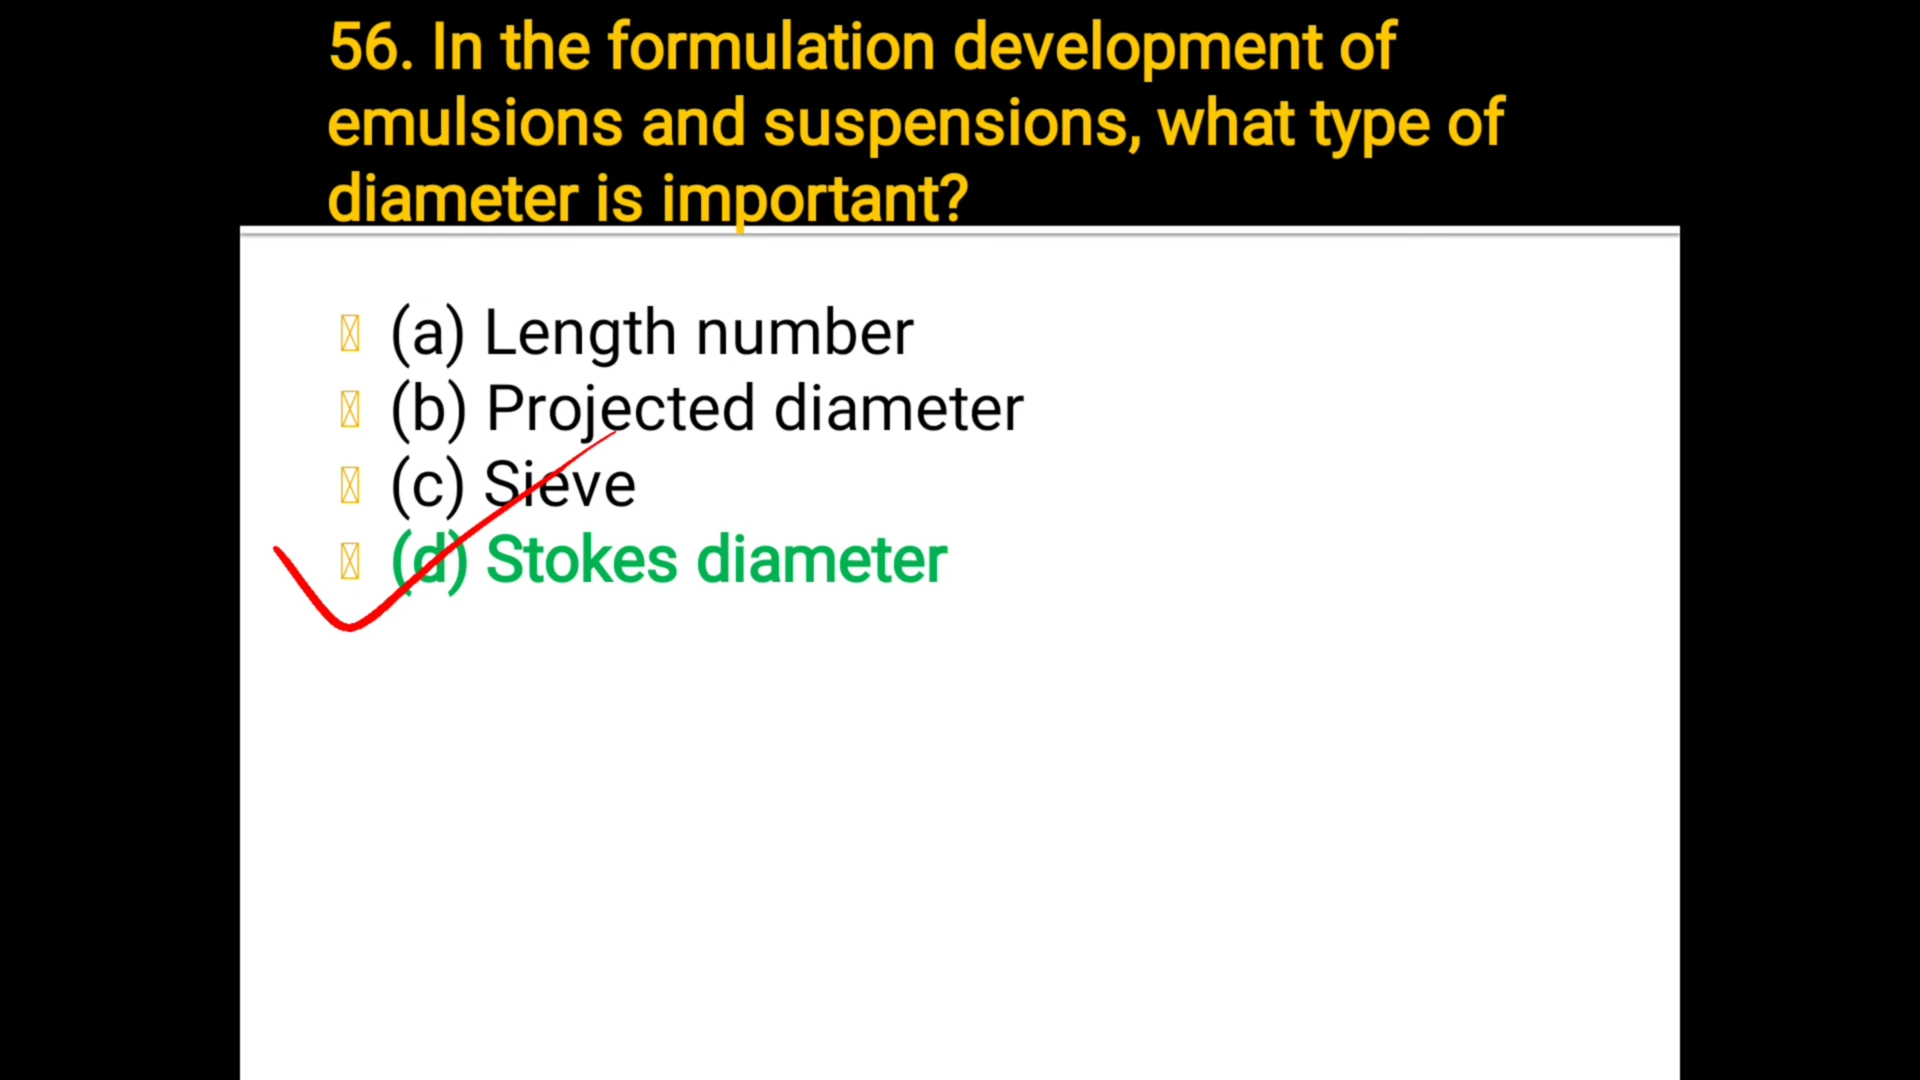 56. In the formulation development of
emulsions and suspensions, what type of
diameter is important?
(a) Length number
(b) Projected diameter
(c) Sieve
(d) Stokes diameter